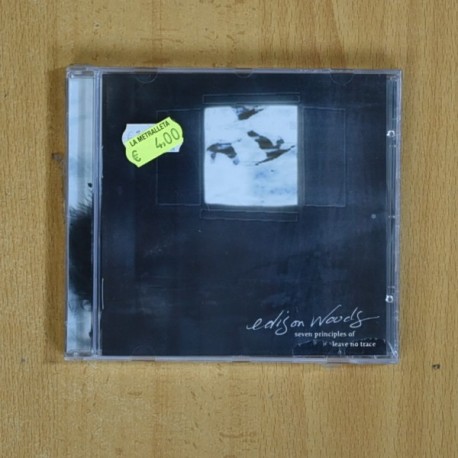 LA METRALLETA
€ 4,00
edison woods
seven principles of
leave no trace